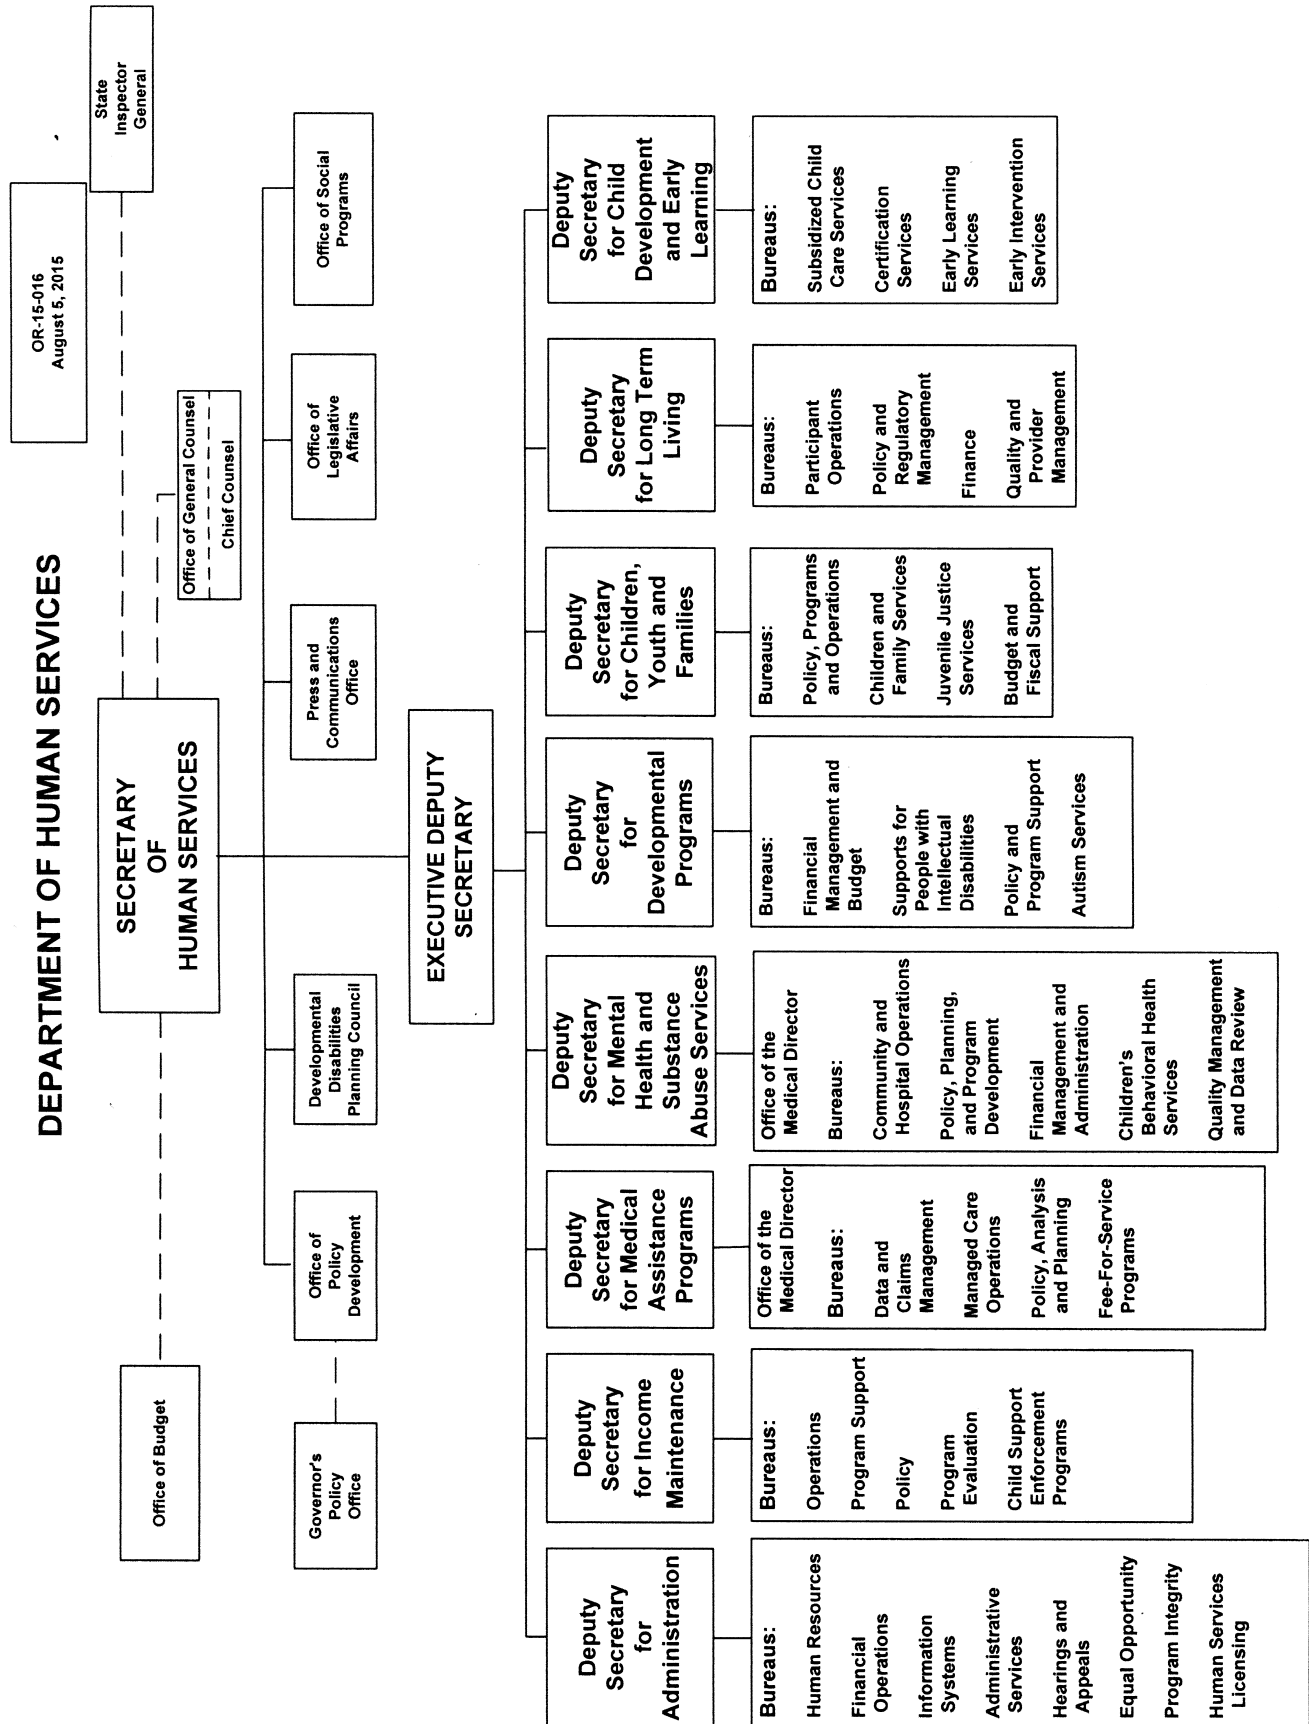 DEPARTMENT OF HUMAN SERVICES
OR-15-016
August 5, 2015
State
Inspector
General
SECRETARY
OF
HUMAN SERVICES
Office of Budget
Office of General Counsel
Chief Counsel
Governor's
Policy
Office
Office of
Policy
Development
Developmental
Disabilities
Planning Council
Press and
Communications
Office
Office of
Legislative
Affairs
Office of Social
Programs
EXECUTIVE DEPUTY
SECRETARY
Deputy
Secretary
for
Administration
Bureaus:
Human Resources
Financial
Operations
Information
Systems
Administrative
Services
Hearings and
Appeals
Equal Opportunity
Program Integrity
Human Services
Licensing
Deputy
Secretary
for Income
Maintenance
Bureaus:
Operations
Program Support
Policy
Program
Evaluation
Child Support
Enforcement
Programs
Deputy
Secretary
for Medical
Assistance
Programs
Office of the
Medical Director
Bureaus:
Data and
Claims
Management
Managed Care
Operations
Policy, Analysis
and Planning
Fee-For-Service
Programs
Deputy
Secretary
for Mental
Health and
Substance
Abuse Services
Office of the
Medical Director
Bureaus:
Community and
Hospital Operations
Policy, Planning,
and Program
Development
Financial
Management and
Administration
Children's
Behavioral Health
Services
Quality Management
and Data Review
Deputy
Secretary
for
Developmental
Programs
Bureaus:
Financial
Management and
Budget
Supports for
People with
Intellectual
Disabilities
Policy and
Program Support
Autism Services
Deputy
Secretary
for Children,
Youth and
Families
Bureaus:
Policy, Programs
and Operations
Children and
Family Services
Juvenile Justice
Services
Budget and
Fiscal Support
Deputy
Secretary
for Long Term
Living
Bureaus:
Participant
Operations
Policy and
Regulatory
Management
Finance
Quality and
Provider
Management
Deputy
Secretary
for Child
Development
and Early
Learning
Bureaus:
Subsidized Child
Care Services
Certification
Services
Early Learning
Services
Early Intervention
Services